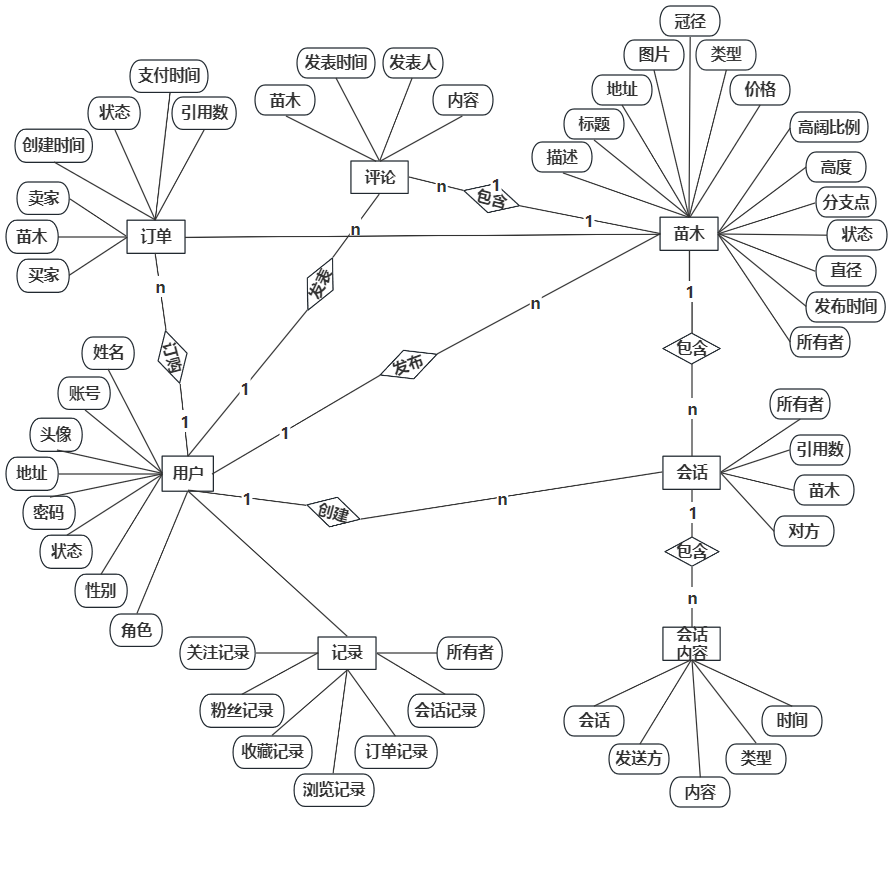 冠径
图片
类型
地址
价格
标题
高阔比例
描述
高度
分支点
状态
直径
发布时间
所有者
苗木
发表时间
发表人
苗木
内容
评论
n
1
包含
1
支付时间
状态
引用数
创建时间
卖家
苗木
买家
订单
n
订购
1
n
发表
1
n
发布
1
1
包含
n
姓名
账号
头像
地址
密码
状态
性别
角色
用户
1
创建
n
会话
所有者
引用数
苗木
对方
1
包含
n
会话
内容
会话
发送方
内容
类型
时间
记录
关注记录
粉丝记录
收藏记录
浏览记录
订单记录
会话记录
所有者